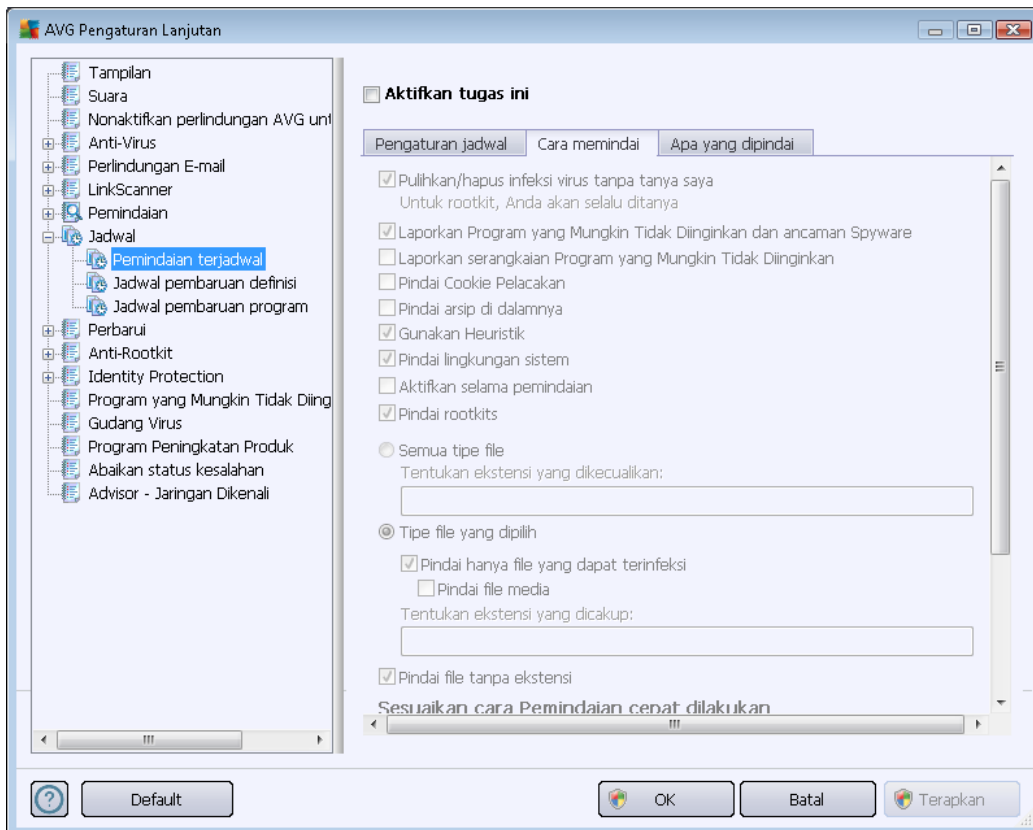 AVG Pengaturan Lanjutan
Tampilan
Suara
Nonaktifkan perlindungan AVG unt
Anti-Virus
Perlindungan E-mail
LinkScanner
Pemindaian
Jadwal
Pemindaian terjadwal
Jadwal pembaruan definisi
Jadwal pembaruan program
Perbarui
Anti-Rootkit
Identity Protection
Program yang Mungkin Tidak Diing
Gudang Virus
Program Peningkatan Produk
Abaikan status kesalahan
Advisor - Jaringan Dikenali
Aktifkan tugas ini
Pengaturan jadwal Cara memindai Apa yang dipindai
Pulihkan/hapus infeksi virus tanpa tanya saya
Untuk rootkit, Anda akan selalu ditanya
Laporkan Program yang Mungkin Tidak Diinginkan dan ancaman Spyware
Laporkan serangkaian Program yang Mungkin Tidak Diinginkan
Pindai Cookie Pelacakan
Pindai arsip di dalamnya
Gunakan Heuristik
Pindai lingkungan sistem
Aktifkan selama pemindaian
Pindai rootkits
Semua tipe file
Tentukan ekstensi yang dikecualikan:
Tipe file yang dipilih
Pindai hanya file yang dapat terinfeksi
Pindai file media
Tentukan ekstensi yang dicakup:
Pindai file tanpa ekstensi
Sesuaikan cara Pemindaian cepat dilakukan
? Default OK Batal Terapkan